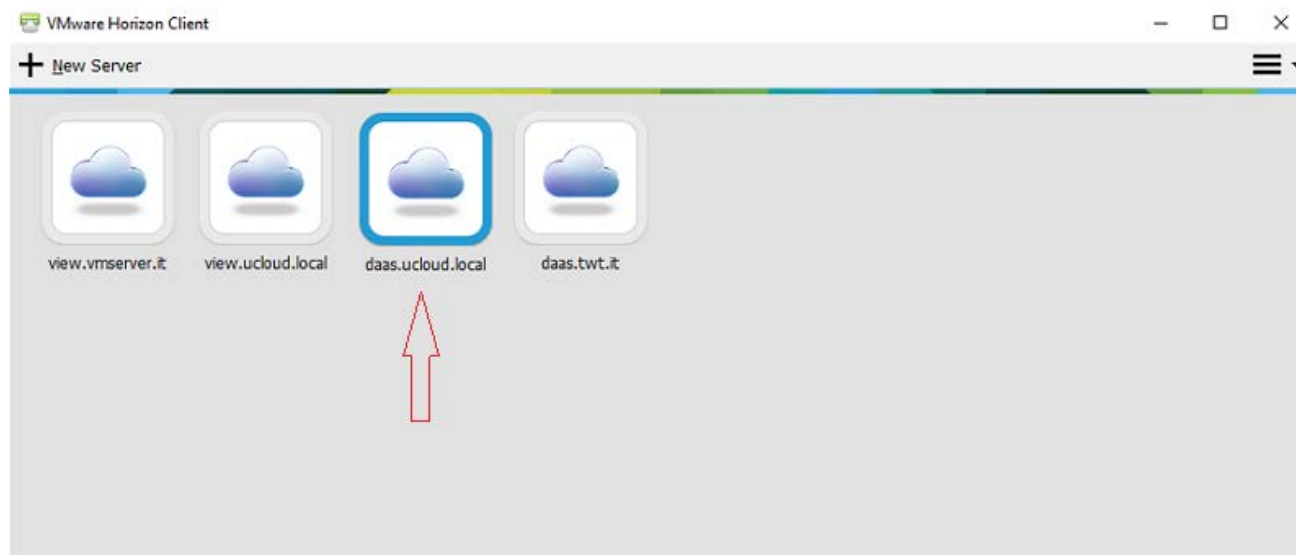 VMware Horizon Client
New Server
view.vmserver.it view.ucloud.local daas.ucloud.local daas.twt.it